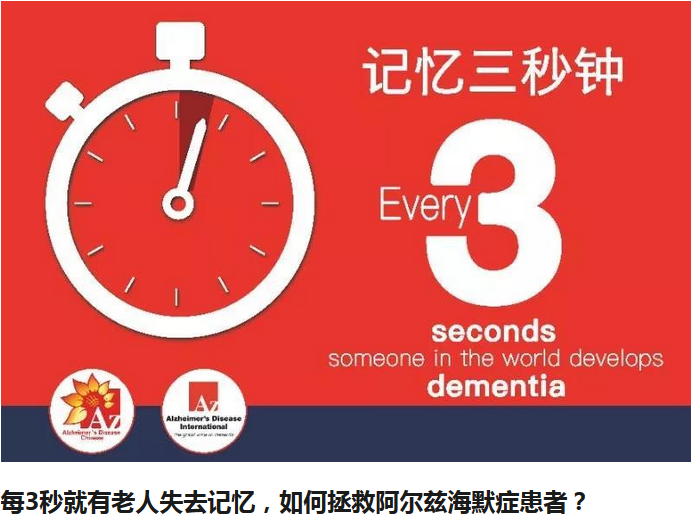 记忆三秒钟
Every 3
seconds
someone in the world develops
dementia
Az
Alzheimer's Disease
Chinese
Az
Alzheimer's Disease
International
The global voice on dementia
每3秒就有老人失去记忆，如何拯救阿尔兹海默症患者？